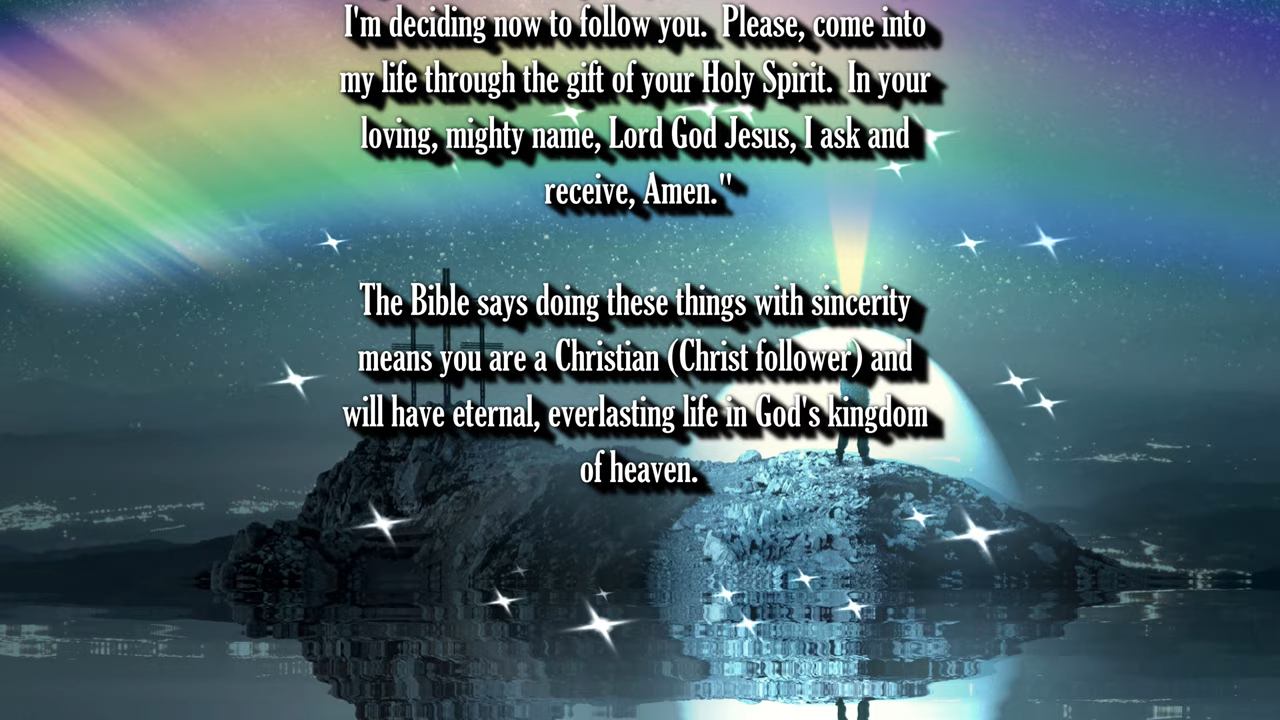 I'm deciding now to follow you.  Please, come into
my life through the gift of your Holy Spirit.  In your
loving, mighty name, Lord God Jesus, I ask and
receive, Amen."
The Bible says doing these things with sincerity
means you are a Christian (Christ follower) and
will have eternal, everlasting life in God's kingdom
of heaven.